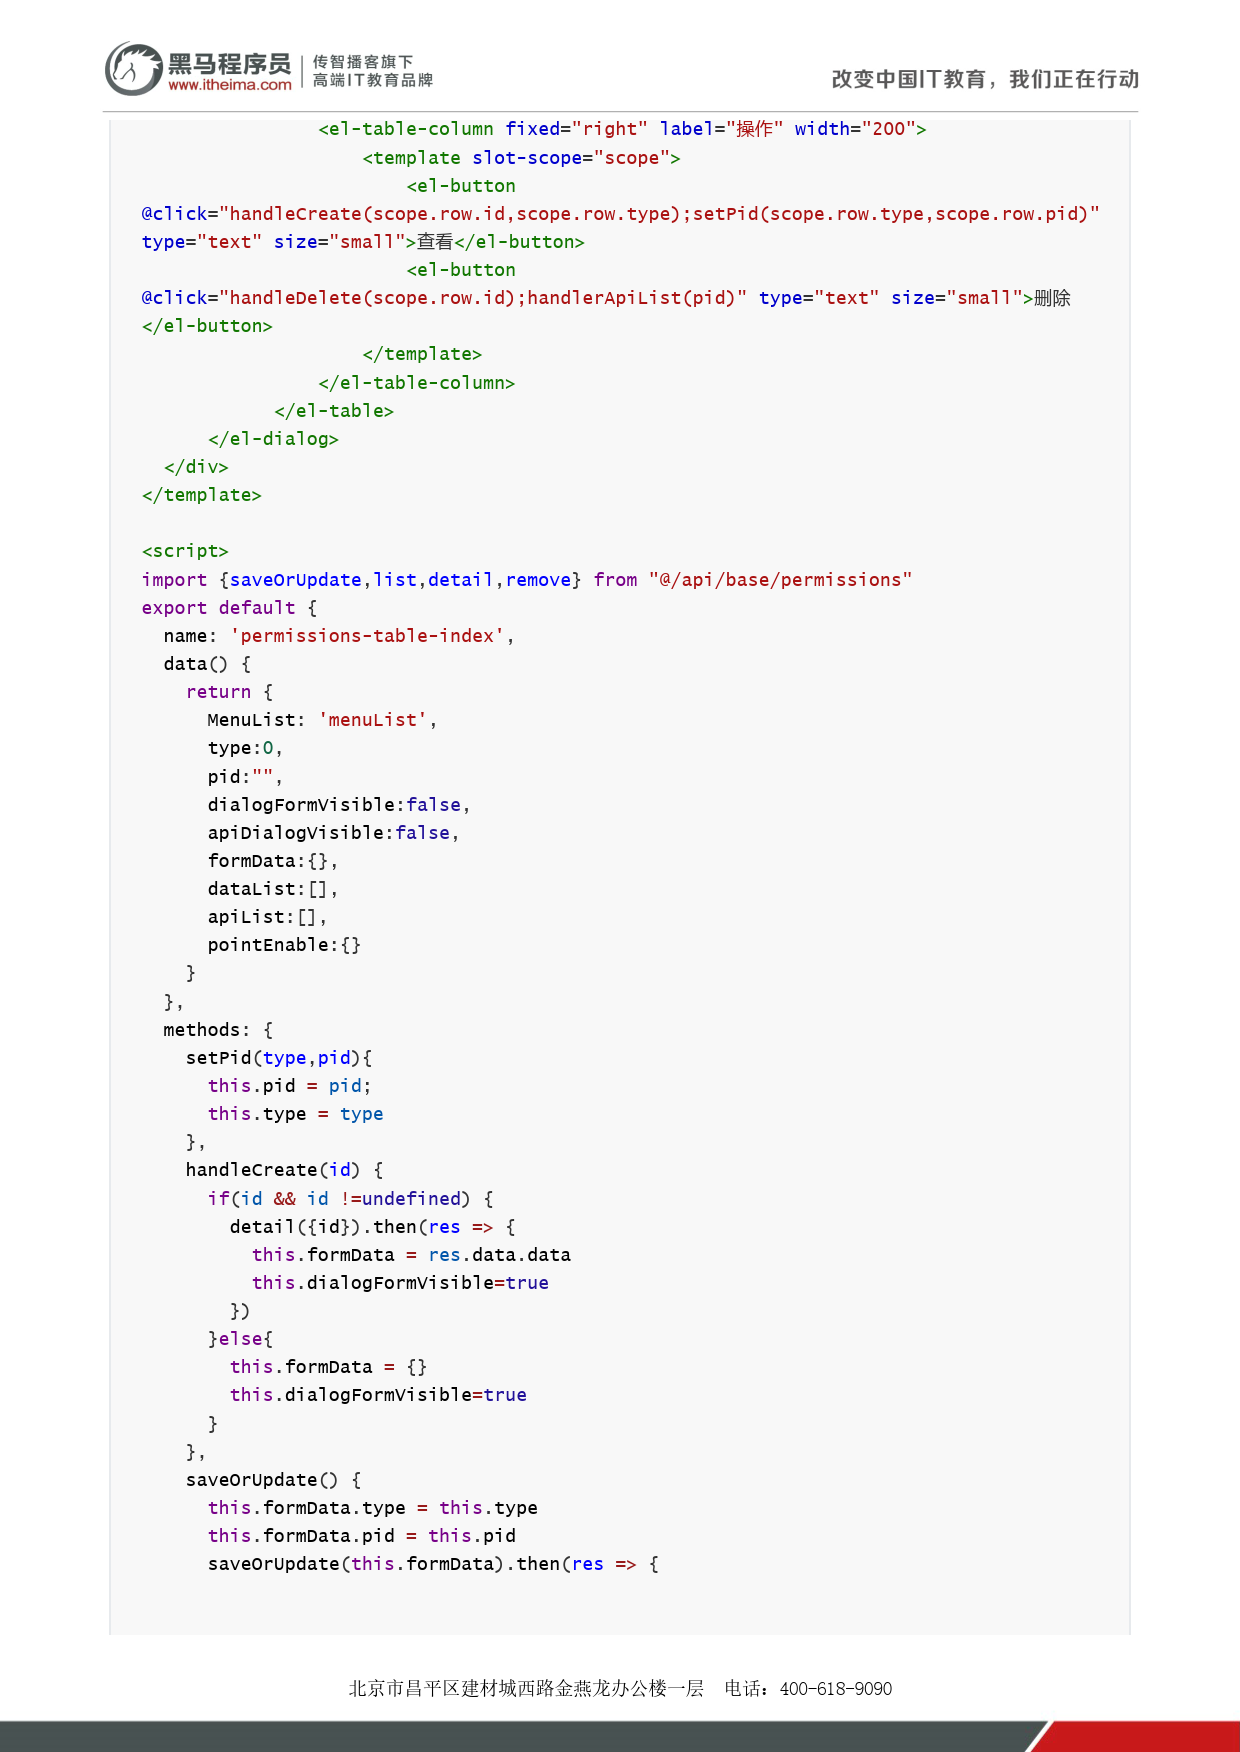 黑马程序员
www.itheima.com
传智播客旗下
高端IT教育品牌
改变中国IT教育，我们正在行动
                <el-table-column fixed="right" label="操作" width="200">
                    <template slot-scope="scope">
                        <el-button
@click="handleCreate(scope.row.id,scope.row.type);setPid(scope.row.type,scope.row.pid)"
type="text" size="small">查看</el-button>
                        <el-button
@click="handleDelete(scope.row.id);handlerApiList(pid)" type="text" size="small">删除
</el-button>
                    </template>
                </el-table-column>
            </el-table>
      </el-dialog>
  </div>
</template>

<script>
import {saveOrUpdate,list,detail,remove} from "@/api/base/permissions"
export default {
  name: 'permissions-table-index',
  data() {
    return {
      MenuList: 'menuList',
      type:0,
      pid:"",
      dialogFormVisible:false,
      apiDialogVisible:false,
      formData:{},
      dataList:[],
      apiList:[],
      pointEnable:{}
    }
  },
  methods: {
    setPid(type,pid){
      this.pid = pid;
      this.type = type
    },
    handleCreate(id) {
      if(id && id !=undefined) {
        detail({id}).then(res => {
          this.formData = res.data.data
          this.dialogFormVisible=true
        })
      }else{
        this.formData = {}
        this.dialogFormVisible=true
      }
    },
    saveOrUpdate() {
      this.formData.type = this.type
      this.formData.pid = this.pid
      saveOrUpdate(this.formData).then(res => {
北京市昌平区建材城西路金燕龙办公楼一层 电话：400-618-9090